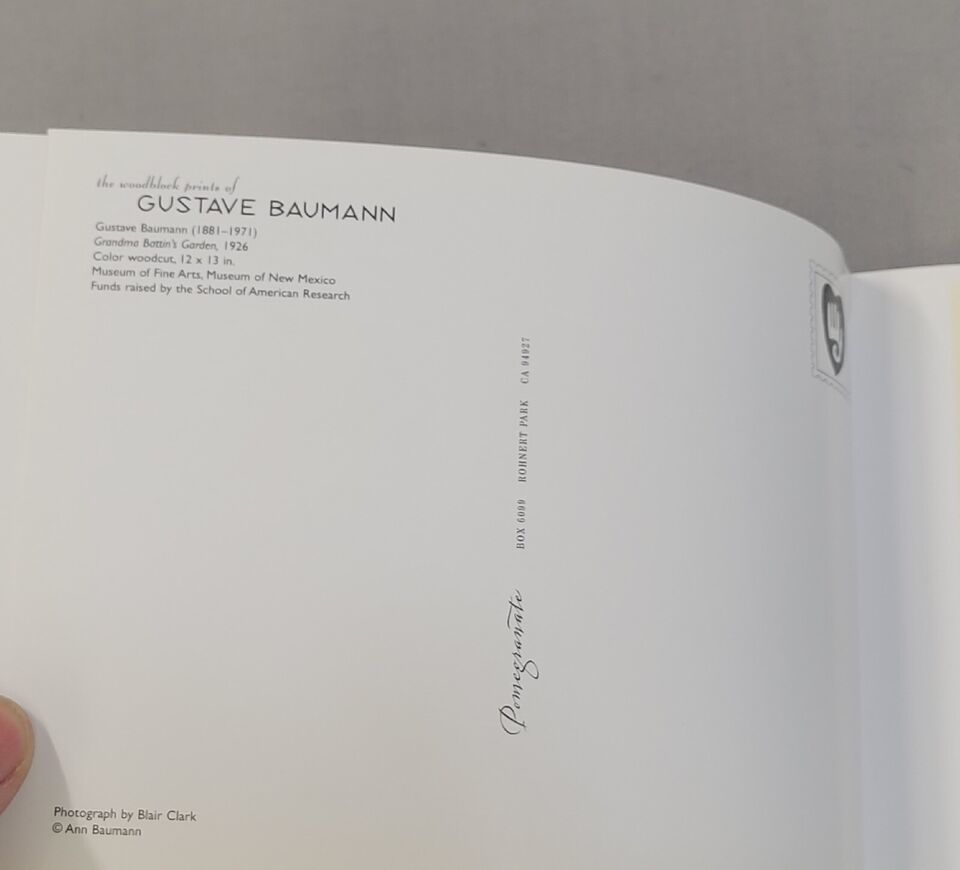 the woodblock prints of
GUSTAVE BAUMANN
Gustave Baumann (1881–1971)
Grandma Battin's Garden, 1926
Color woodcut, 12 x 13 in.
Museum of Fine Arts, Museum of New Mexico
Funds raised by the School of American Research
Pomegranate BOX 6099 ROHNERT PARK CA 94927
Photograph by Blair Clark
© Ann Baumann